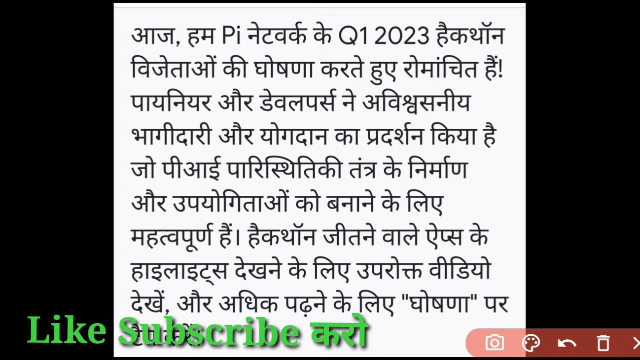 आज, हम Pi नेटवर्क के Q1 2023 हैकथॉन
विजेताओं की घोषणा करते हुए रोमांचित हैं!
पायनियर और डेवलपर्स ने अविश्वसनीय
भागीदारी और योगदान का प्रदर्शन किया है
जो पीआई पारिस्थितिकी तंत्र के निर्माण
और उपयोगिताओं को बनाने के लिए
महत्वपूर्ण हैं। हैकथॉन जीतने वाले ऐप्स के
हाइलाइट्स देखने के लिए उपरोक्त वीडियो
देखें, और अधिक पढ़ने के लिए "घोषणा" पर
Like Subscribe करो